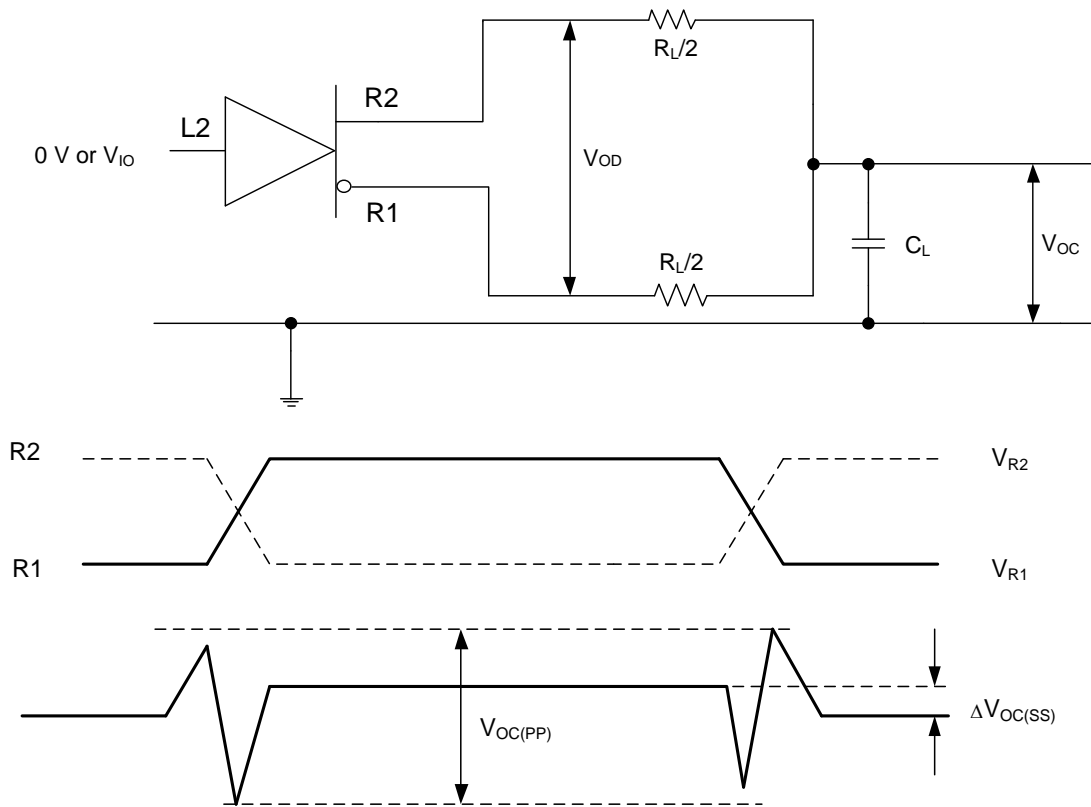 R_L/2
R2
L2
0 V or V_IO
V_OD
R1
C_L
V_OC
R_L/2
R2
V_R2
R1
V_R1
V_OC(PP)
ΔV_OC(SS)